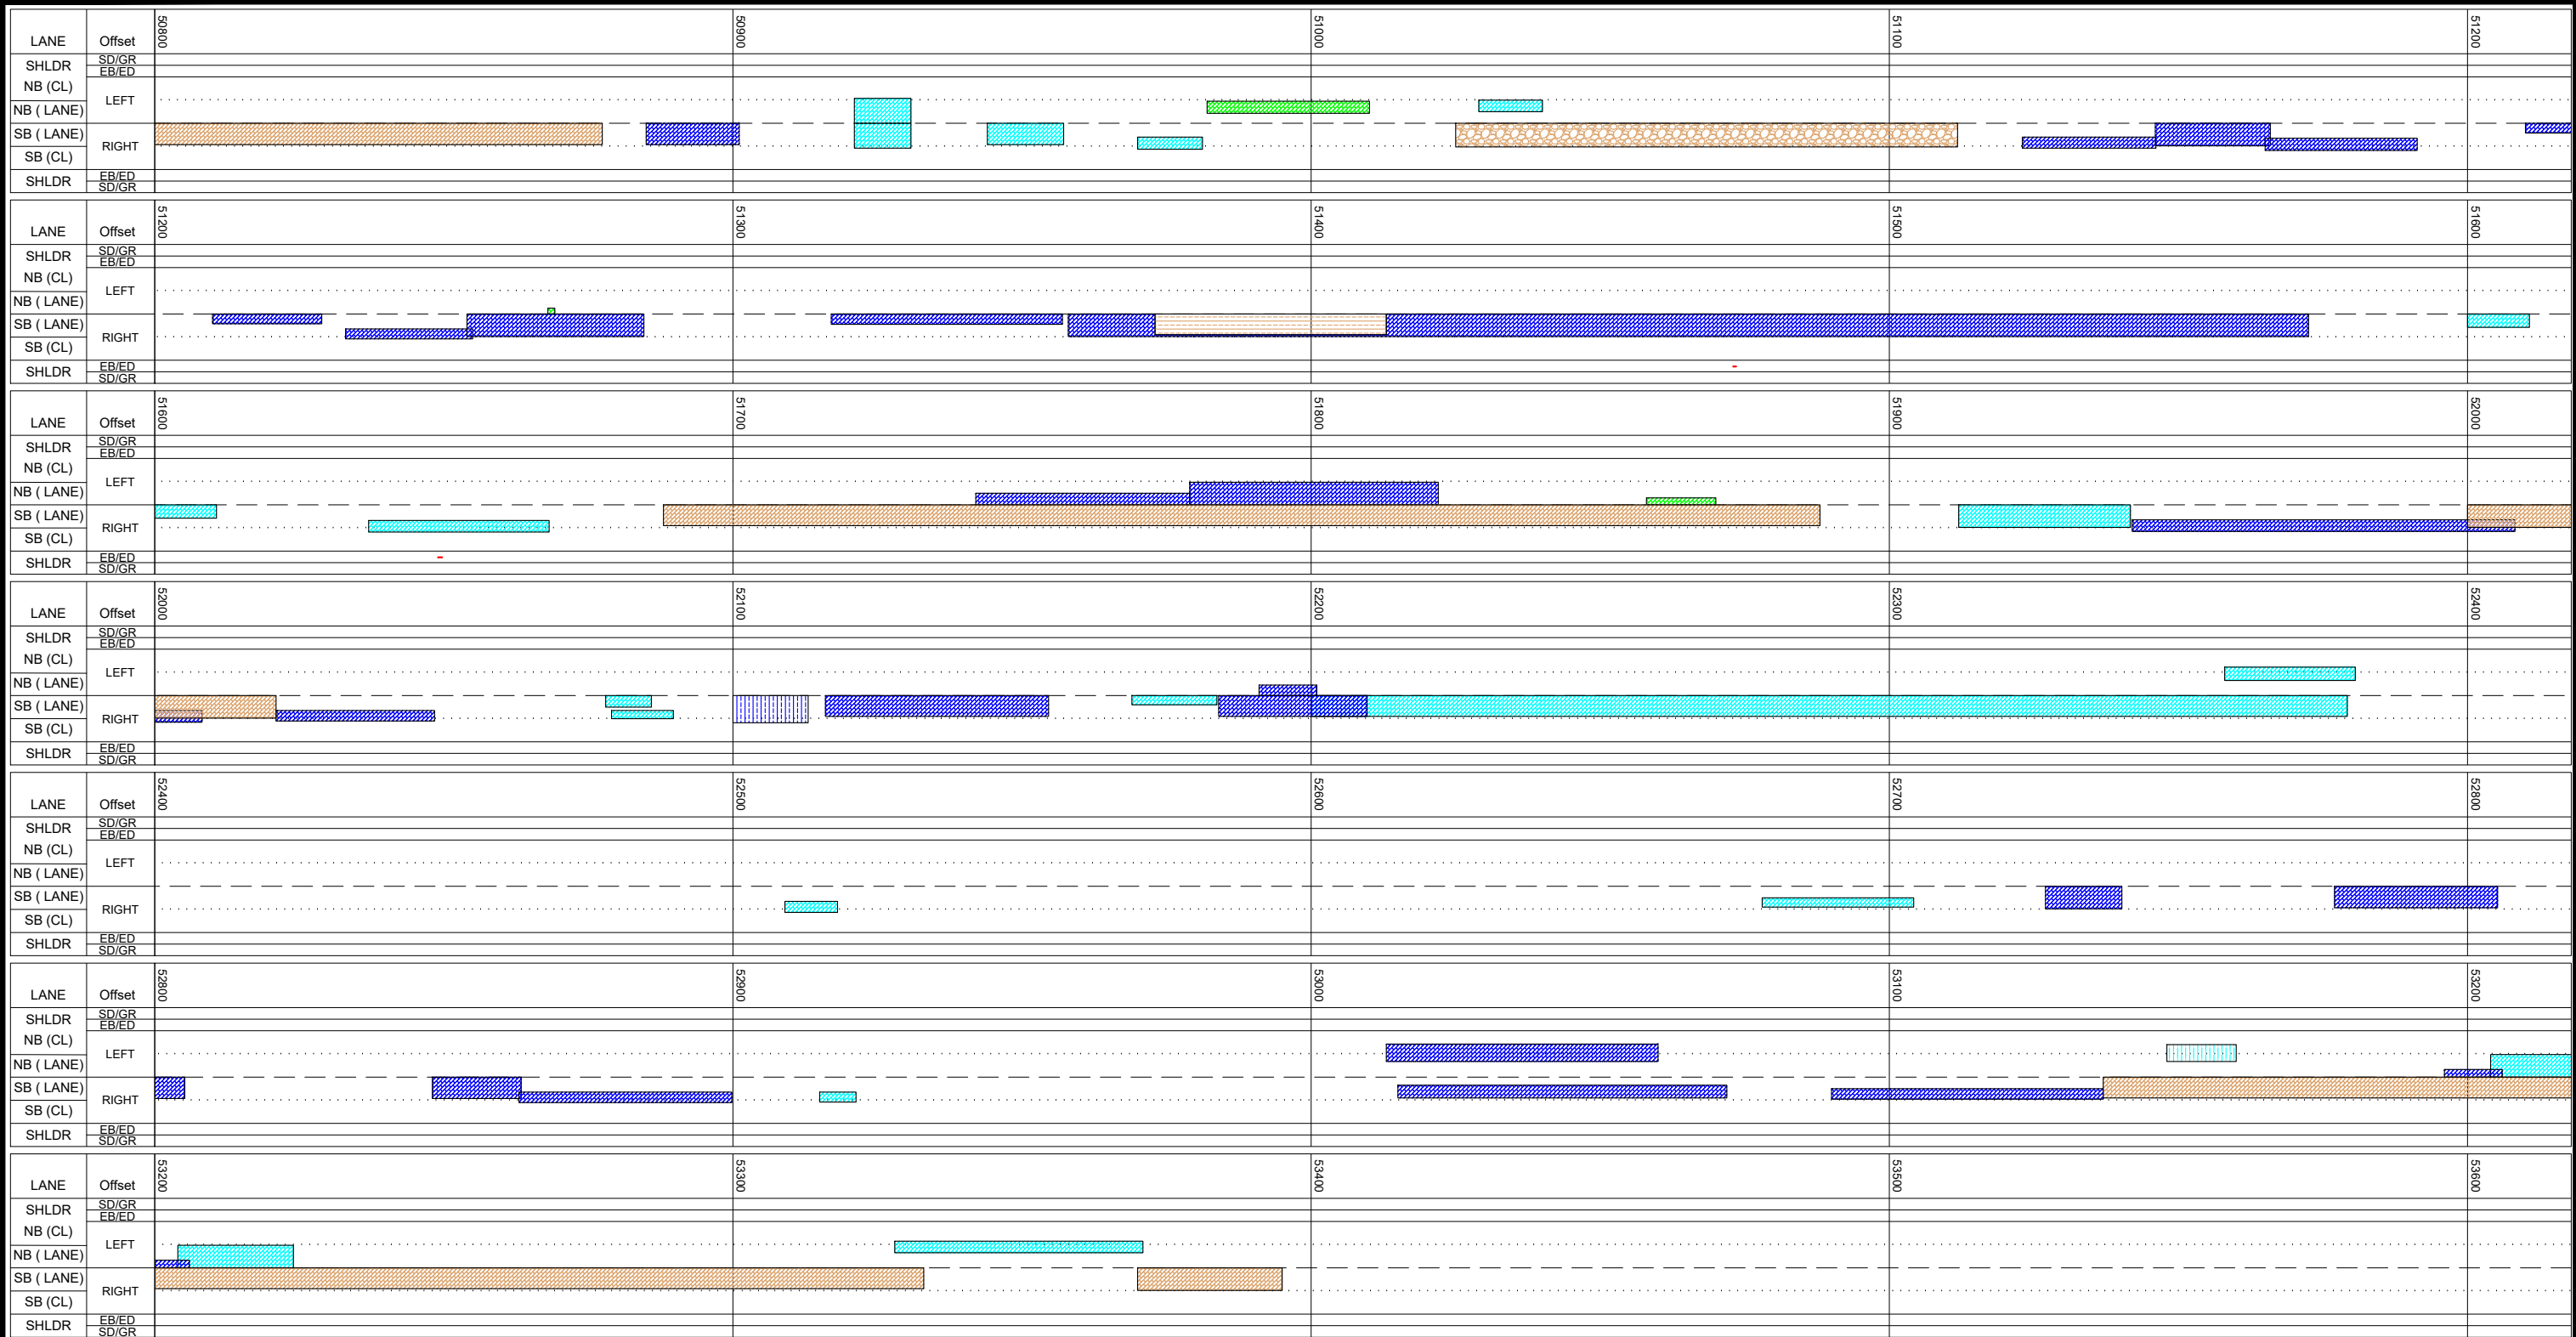 LANE Offset 50800 50900 51000 51100 51200
SHLDR SD/GR
EB/ED
NB (CL)
LEFT
NB ( LANE)
SB ( LANE)
RIGHT
SB (CL)
SHLDR EB/ED
SD/GR
LANE Offset 51200 51300 51400 51500 51600
SHLDR SD/GR
EB/ED
NB (CL)
LEFT
NB ( LANE)
SB ( LANE)
RIGHT
SB (CL)
SHLDR EB/ED
SD/GR
LANE Offset 51600 51700 51800 51900 52000
SHLDR SD/GR
EB/ED
NB (CL)
LEFT
NB ( LANE)
SB ( LANE)
RIGHT
SB (CL)
SHLDR EB/ED
SD/GR
LANE Offset 52000 52100 52200 52300 52400
SHLDR SD/GR
EB/ED
NB (CL)
LEFT
NB ( LANE)
SB ( LANE)
RIGHT
SB (CL)
SHLDR EB/ED
SD/GR
LANE Offset 52400 52500 52600 52700 52800
SHLDR SD/GR
EB/ED
NB (CL)
LEFT
NB ( LANE)
SB ( LANE)
RIGHT
SB (CL)
SHLDR EB/ED
SD/GR
LANE Offset 52800 52900 53000 53100 53200
SHLDR SD/GR
EB/ED
NB (CL)
LEFT
NB ( LANE)
SB ( LANE)
RIGHT
SB (CL)
SHLDR EB/ED
SD/GR
LANE Offset 53200 53300 53400 53500 53600
SHLDR SD/GR
EB/ED
NB (CL)
LEFT
NB ( LANE)
SB ( LANE)
RIGHT
SB (CL)
SHLDR EB/ED
SD/GR